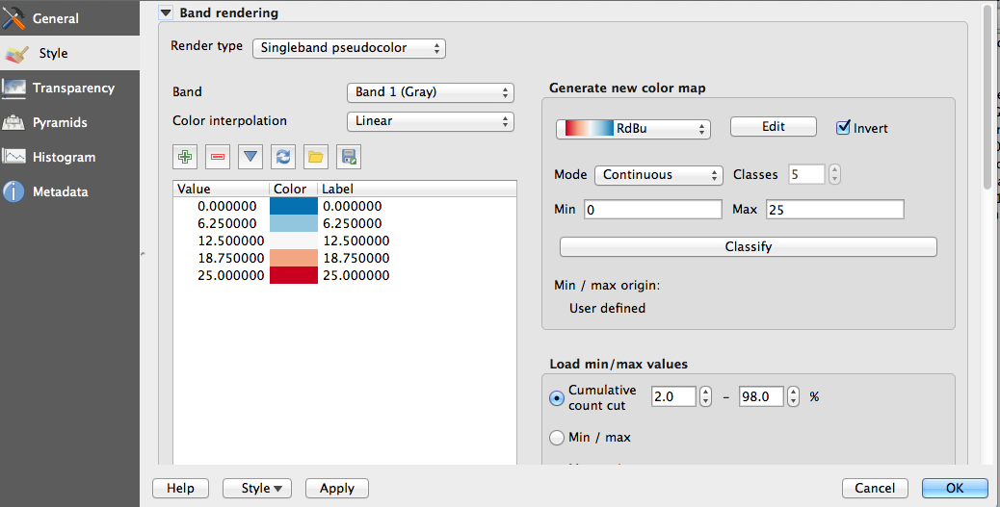 General
Style
Transparency
Pyramids
Histogram
Metadata
Band rendering
Render type Singleband pseudocolor
Band Band 1 (Gray)
Color interpolation Linear
Value Color Label
0.000000 0.000000
6.250000 6.250000
12.500000 12.500000
18.750000 18.750000
25.000000 25.000000
Generate new color map
RdBu Edit Invert
Mode Continuous Classes 5
Min 0 Max 25
Classify
Min / max origin:
User defined
Load min/max values
Cumulative
count cut 2.0 - 98.0 %
Min / max
Help Style Apply Cancel OK